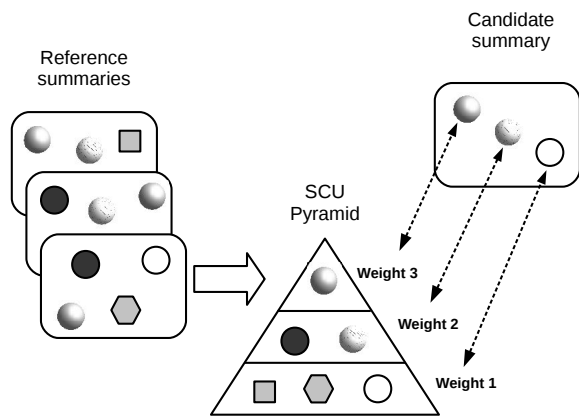 Reference
summaries
Candidate
summary
SCU
Pyramid
Weight 3
Weight 2
Weight 1